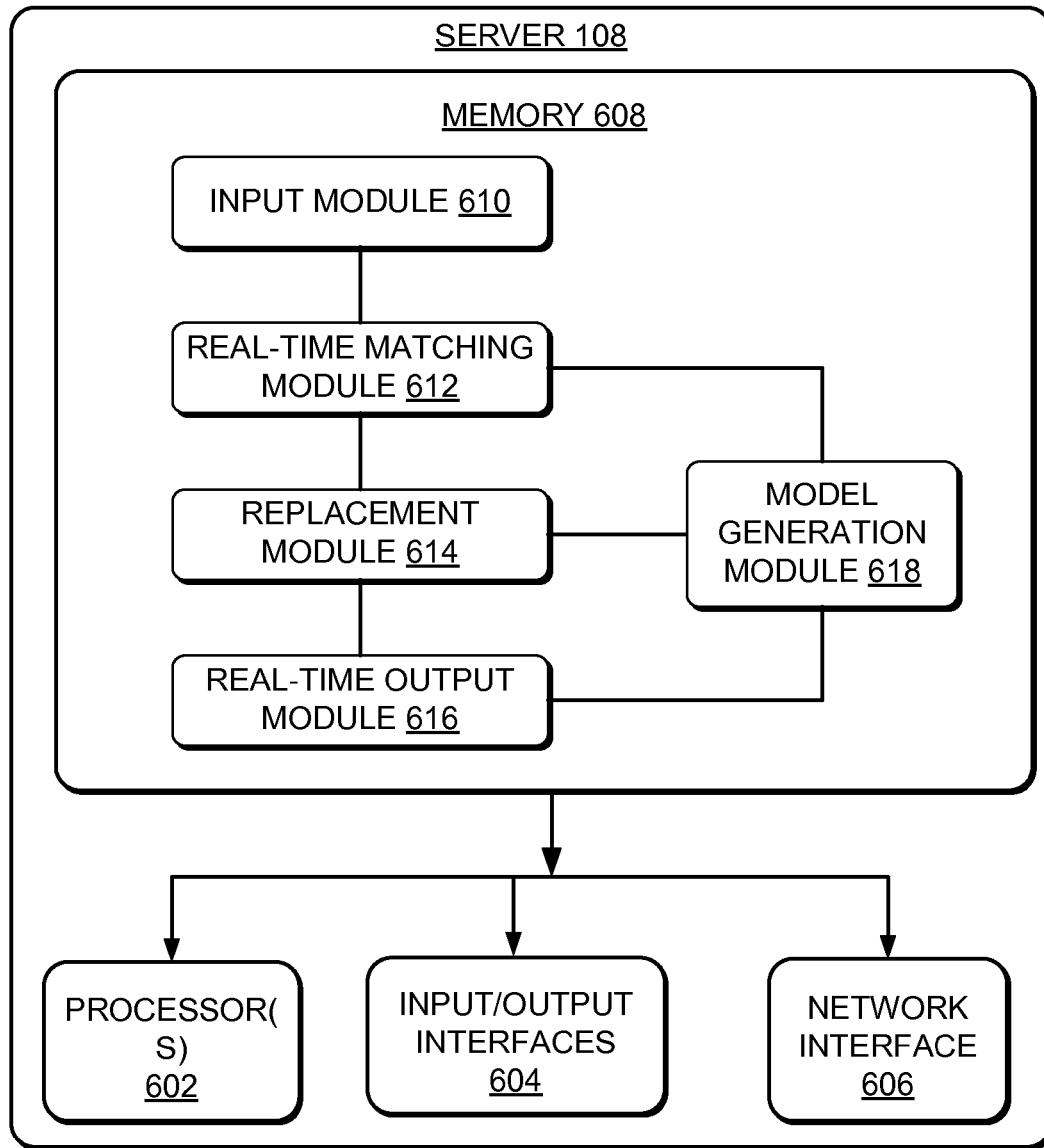 SERVER 108
MEMORY 608
INPUT MODULE 610
REAL-TIME MATCHING
MODULE 612
REPLACEMENT
MODULE 614
MODEL
GENERATION
MODULE 618
REAL-TIME OUTPUT
MODULE 616
PROCESSOR(
S)
602
INPUT/OUTPUT
INTERFACES
604
NETWORK
INTERFACE
606